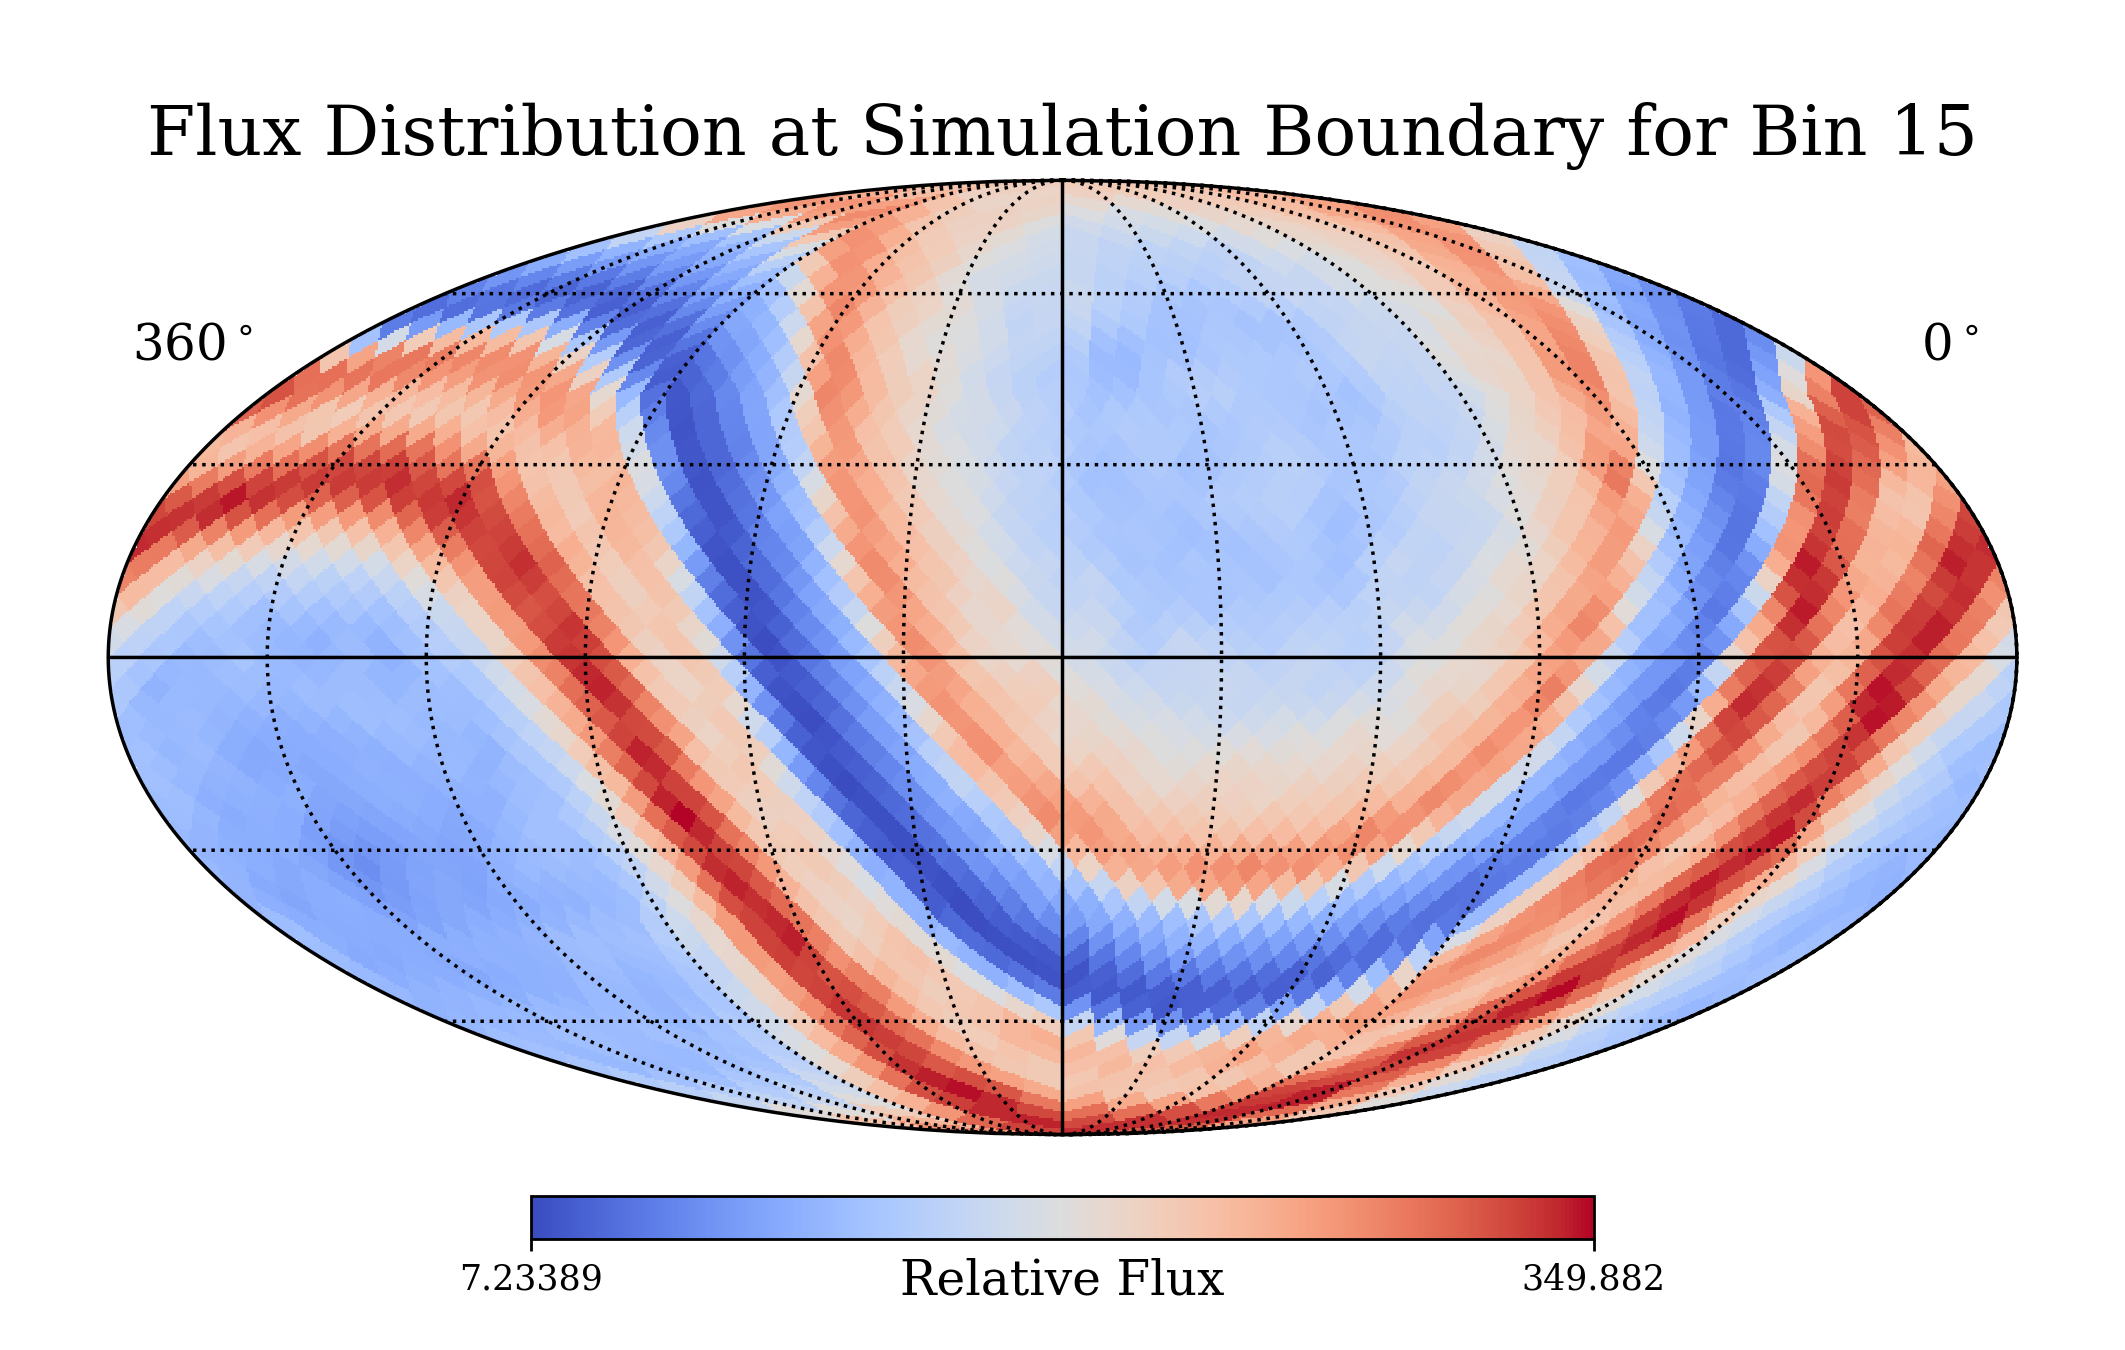 Flux Distribution at Simulation Boundary for Bin 15
360°
0°
7.23389
Relative Flux
349.882